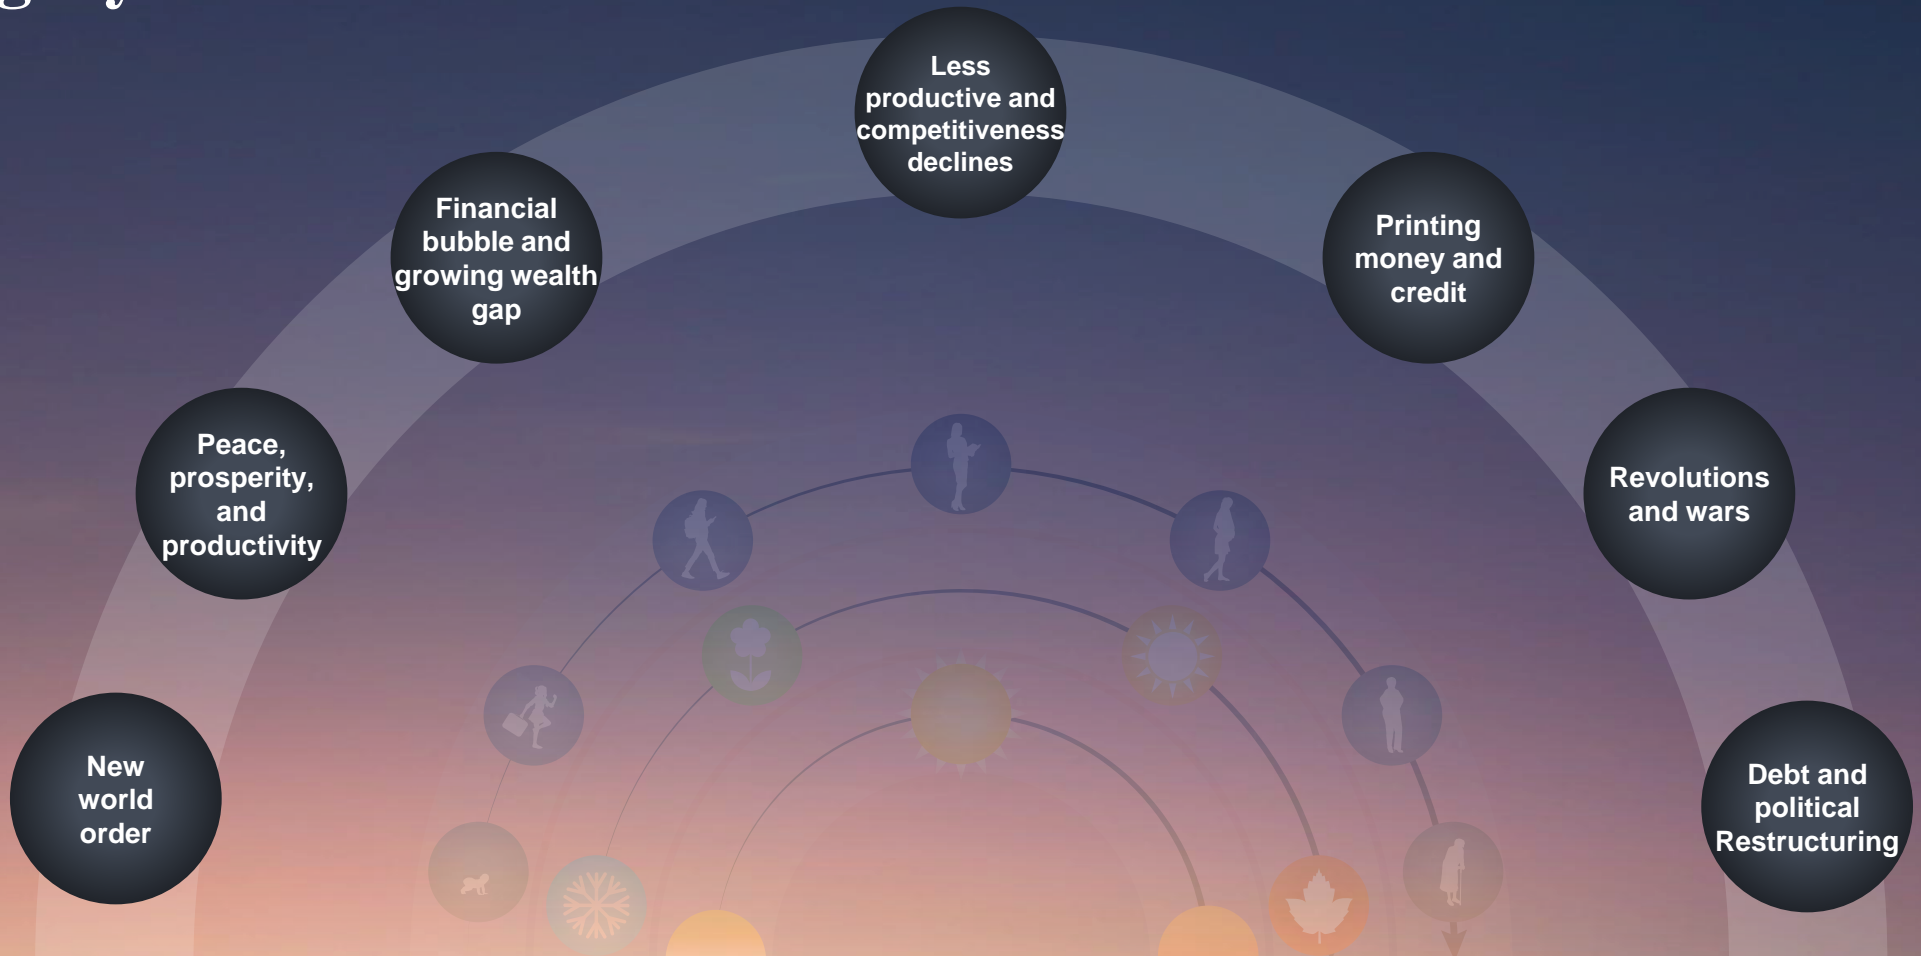 Less
productive and
competitiveness
declines
Financial
bubble and
growing wealth
gap
Printing
money and
credit
Peace,
prosperity,
and
productivity
Revolutions
and wars
New
world
order
Debt and
political
Restructuring